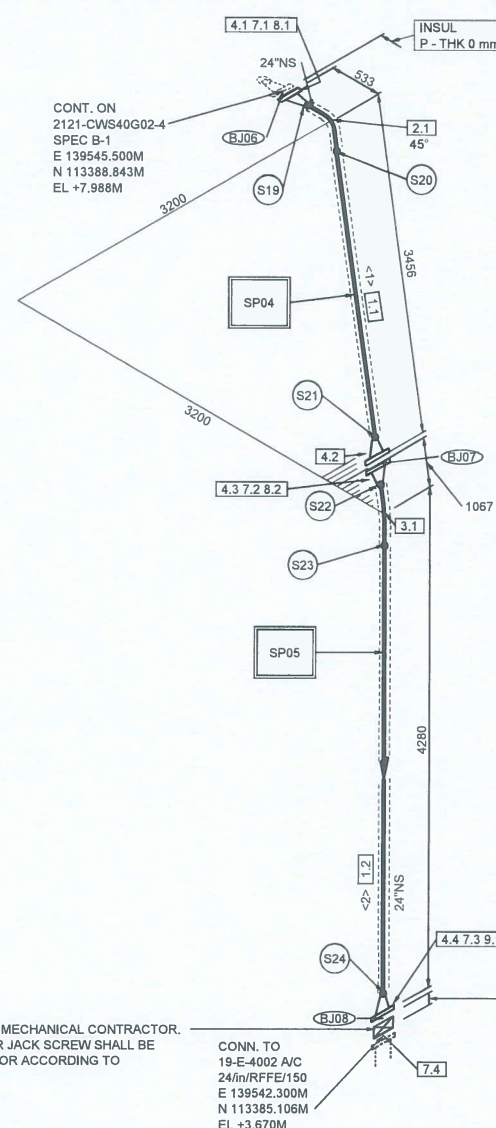 4.1 7.1 8.1
INSUL
P - THK 0 mm
24"NS
533
CONT. ON
2121-CWS40G02-4
SPEC B-1
E 139545.500M
N 113388.843M
EL +7.988M
BJ06
2.1
45°
S19
S20
3200
3456
<1> 1.1
SP04
S21
3200
4.2
BJ07
4.3 7.2 8.2
S22
1067
3.1
S23
SP05
4280
<2> 1.2
24"NS
4.4 7.3 9.
S24
BJ08
MECHANICAL CONTRACTOR.
R JACK SCREW SHALL BE
OR ACCORDING TO
CONN. TO
19-E-4002 A/C
24/in/RFFE/150
E 139542.300M
N 113385.106M
EL +3.670M
7.4